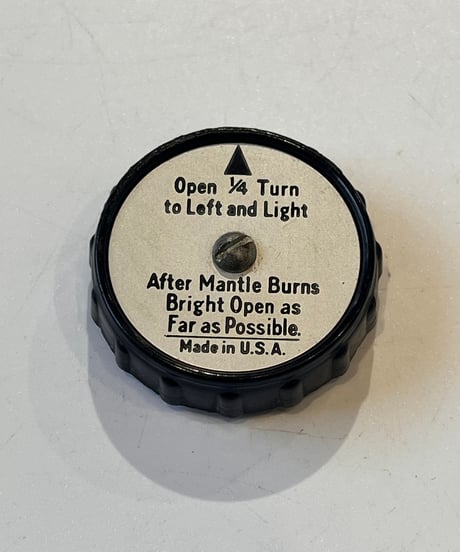 Open ¼ Turn
to Left and Light
After Mantle Burns
Bright Open as
Far as Possible.
Made in U.S.A.